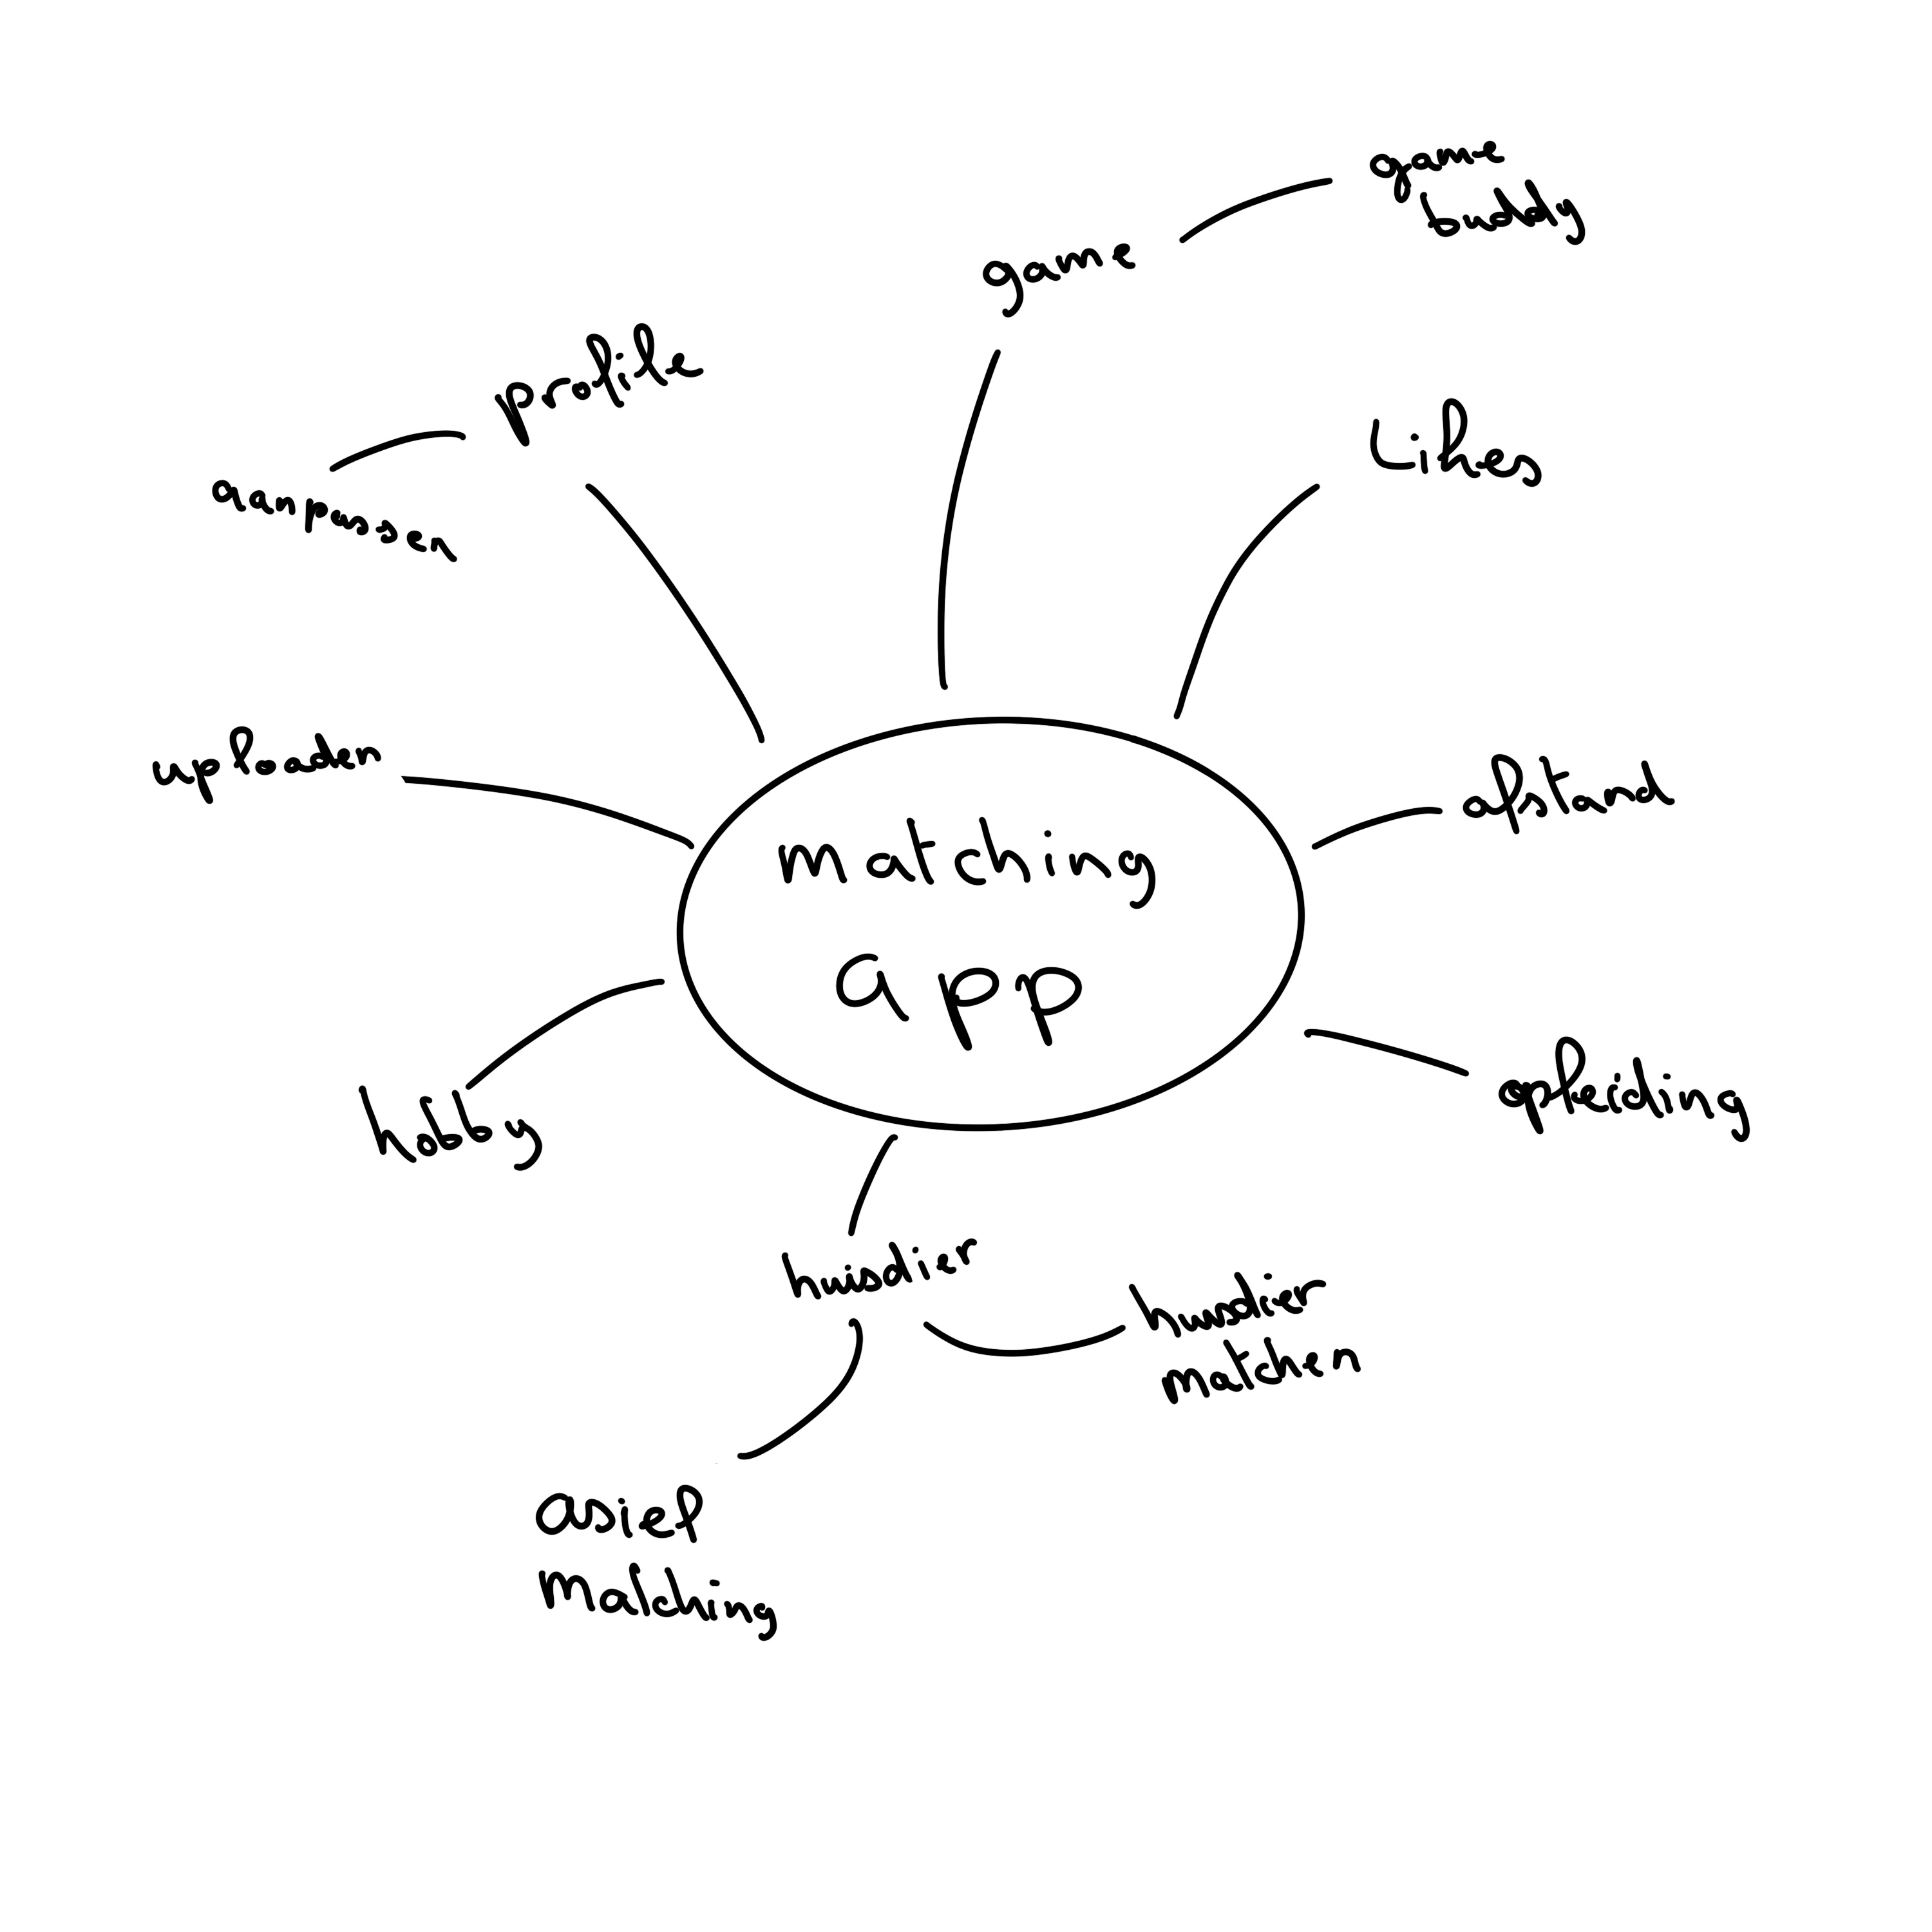 game
buddy
game
profile
Likes
aanpassen
uploaden
afstand
matching
app
opleiding
hobby
huisdier
huisdier
matchen
asiel
matching